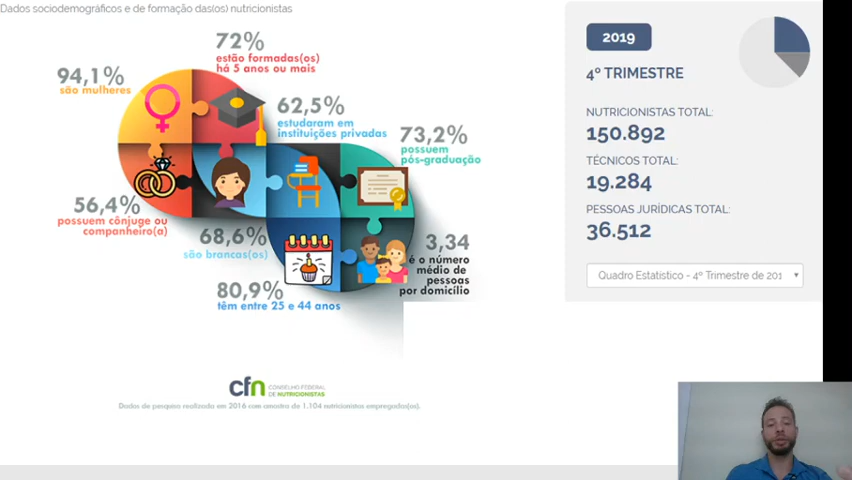 Dados sociodemográficos e de formação das(os) nutricionistas
72%
estão formadas(os)
há 5 anos ou mais
94,1%
são mulheres
62,5%
estudaram em
instituições privadas
73,2%
possuem
pós-graduação
56,4%
possuem cônjuge ou
companheiro(a)
68,6%
são brancas(os)
80,9%
têm entre 25 e 44 anos
3,34
é o número
médio de
pessoas
por domicílio
cfn CONSELHO FEDERAL
DE NUTRICIONISTAS
Dados de pesquisa realizada em 2016 com amostra de 1.104 nutricionistas empregados(os).
2019
4º TRIMESTRE
NUTRICIONISTAS TOTAL:
150.892
TÉCNICOS TOTAL:
19.284
PESSOAS JURÍDICAS TOTAL:
36.512
Quadro Estatístico - 4º Trimestre de 201